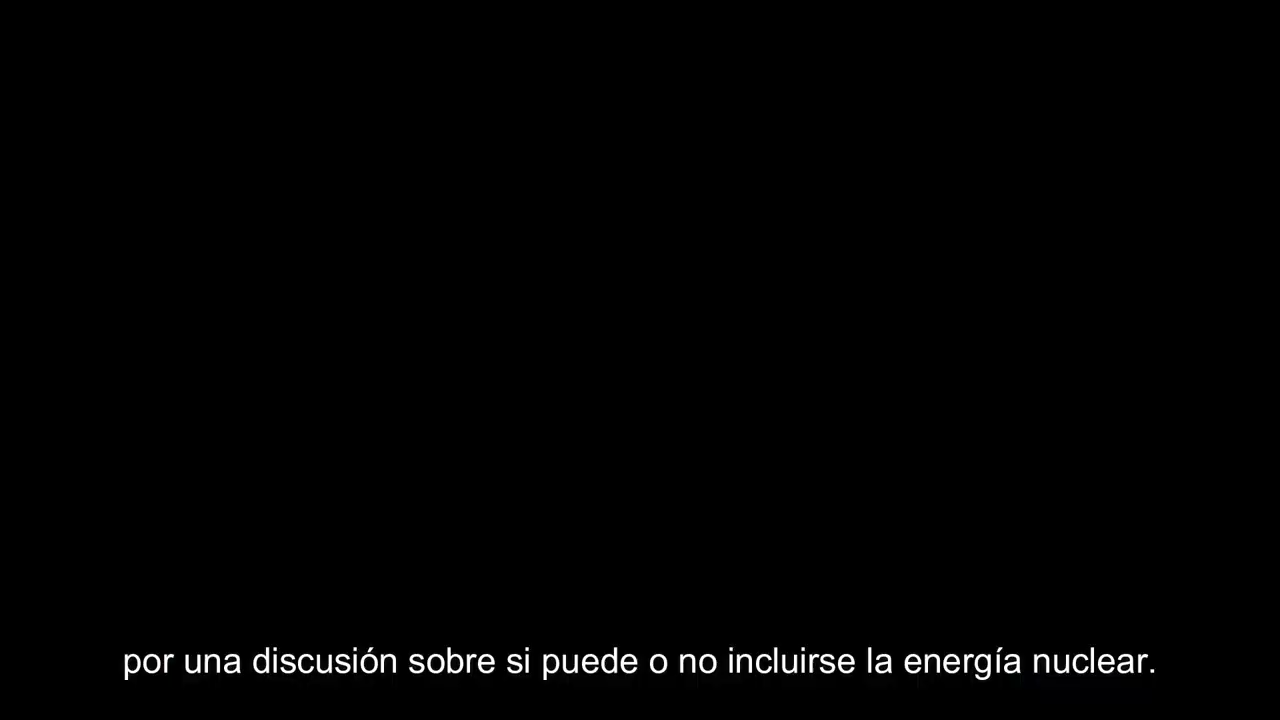 por una discusión sobre si puede o no incluirse la energía nuclear.